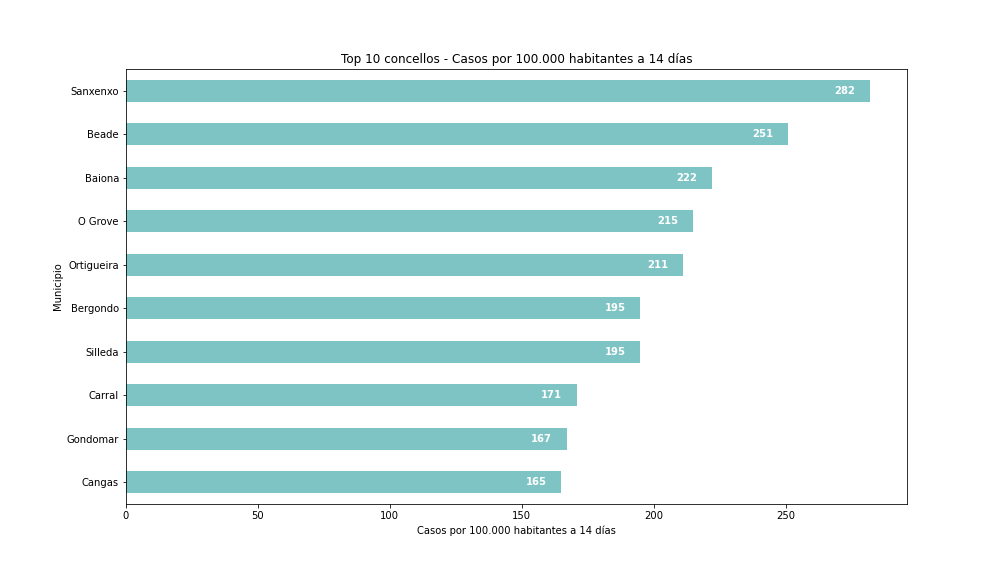 Top 10 concellos - Casos por 100.000 habitantes a 14 días
Municipio
Sanxenxo 282
Beade 251
Baiona 222
O Grove 215
Ortigueira 211
Bergondo 195
Silleda 195
Carral 171
Gondomar 167
Cangas 165
0 50 100 150 200 250
Casos por 100.000 habitantes a 14 días